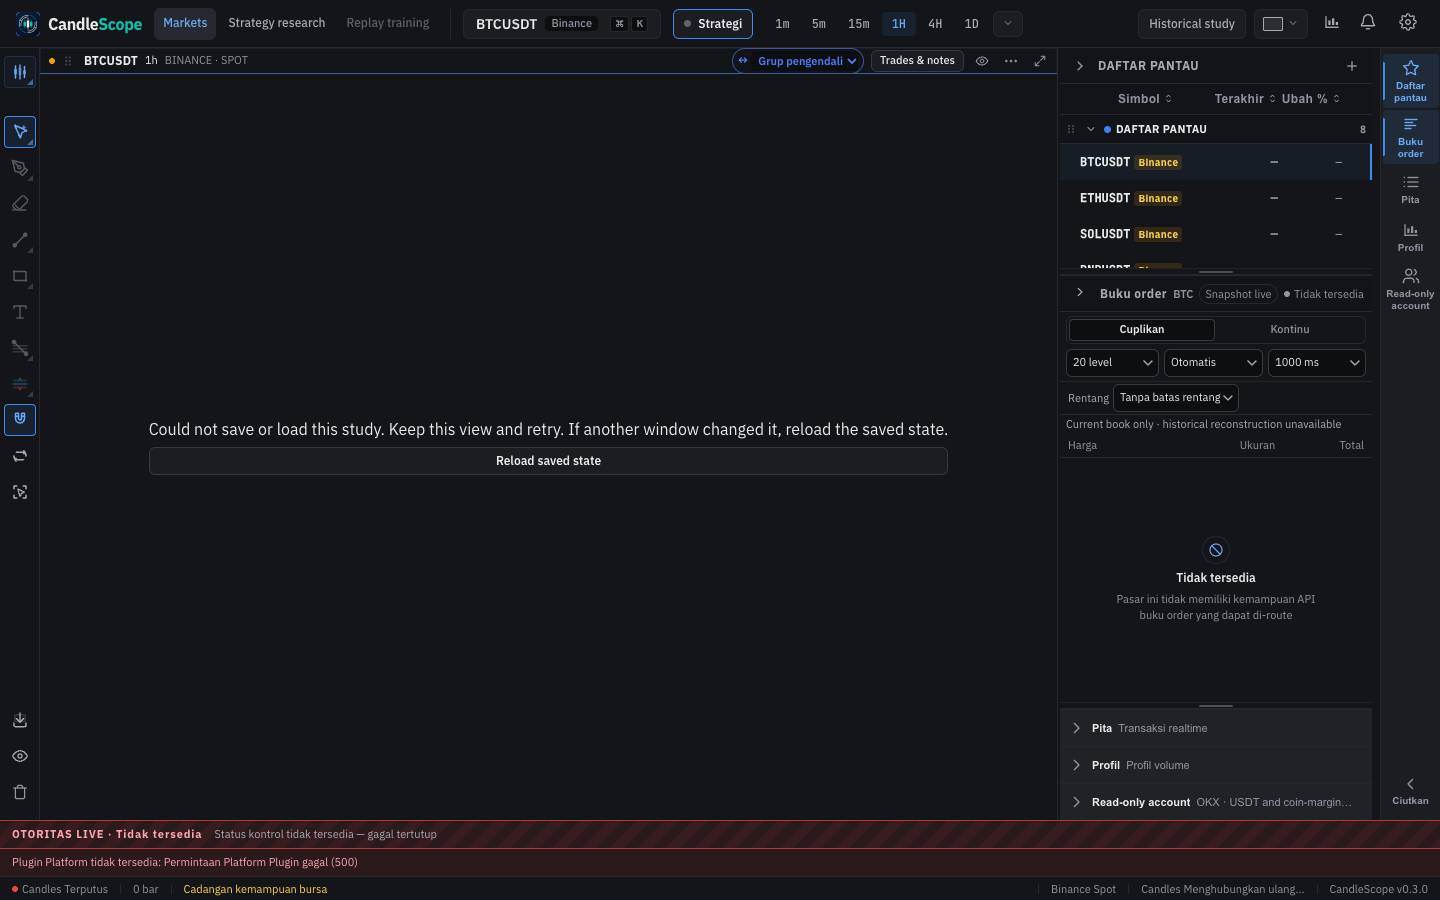 CandleScope
Markets
Strategy research
Replay training
BTCUSDT Binance ⌘ K
Strategi
1m 5m 15m 1H 4H 1D
Historical study
BTCUSDT 1h BINANCE · SPOT
Grup pengendali
Trades & notes
DAFTAR PANTAU
Simbol Terakhir Ubah %
DAFTAR PANTAU 8
BTCUSDT Binance — –
ETHUSDT Binance — –
SOLUSDT Binance — –
Daftar pantau
Buku order
Pita
Profil
Read-only account
Buku order BTC Snapshot live Tidak tersedia
Cuplikan Kontinu
20 level Otomatis 1000 ms
Rentang Tanpa batas rentang
Current book only · historical reconstruction unavailable
Harga Ukuran Total
Could not save or load this study. Keep this view and retry. If another window changed it, reload the saved state.
Reload saved state
Tidak tersedia
Pasar ini tidak memiliki kemampuan API
buku order yang dapat di-route
Pita Transaksi realtime
Profil Profil volume
Read-only account OKX · USDT and coin-margin...
Ciutkan
OTORITAS LIVE · Tidak tersedia Status kontrol tidak tersedia — gagal tertutup
Plugin Platform tidak tersedia: Permintaan Platform Plugin gagal (500)
Candles Terputus 0 bar Cadangan kemampuan bursa
Binance Spot Candles Menghubungkan ulang... CandleScope v0.3.0